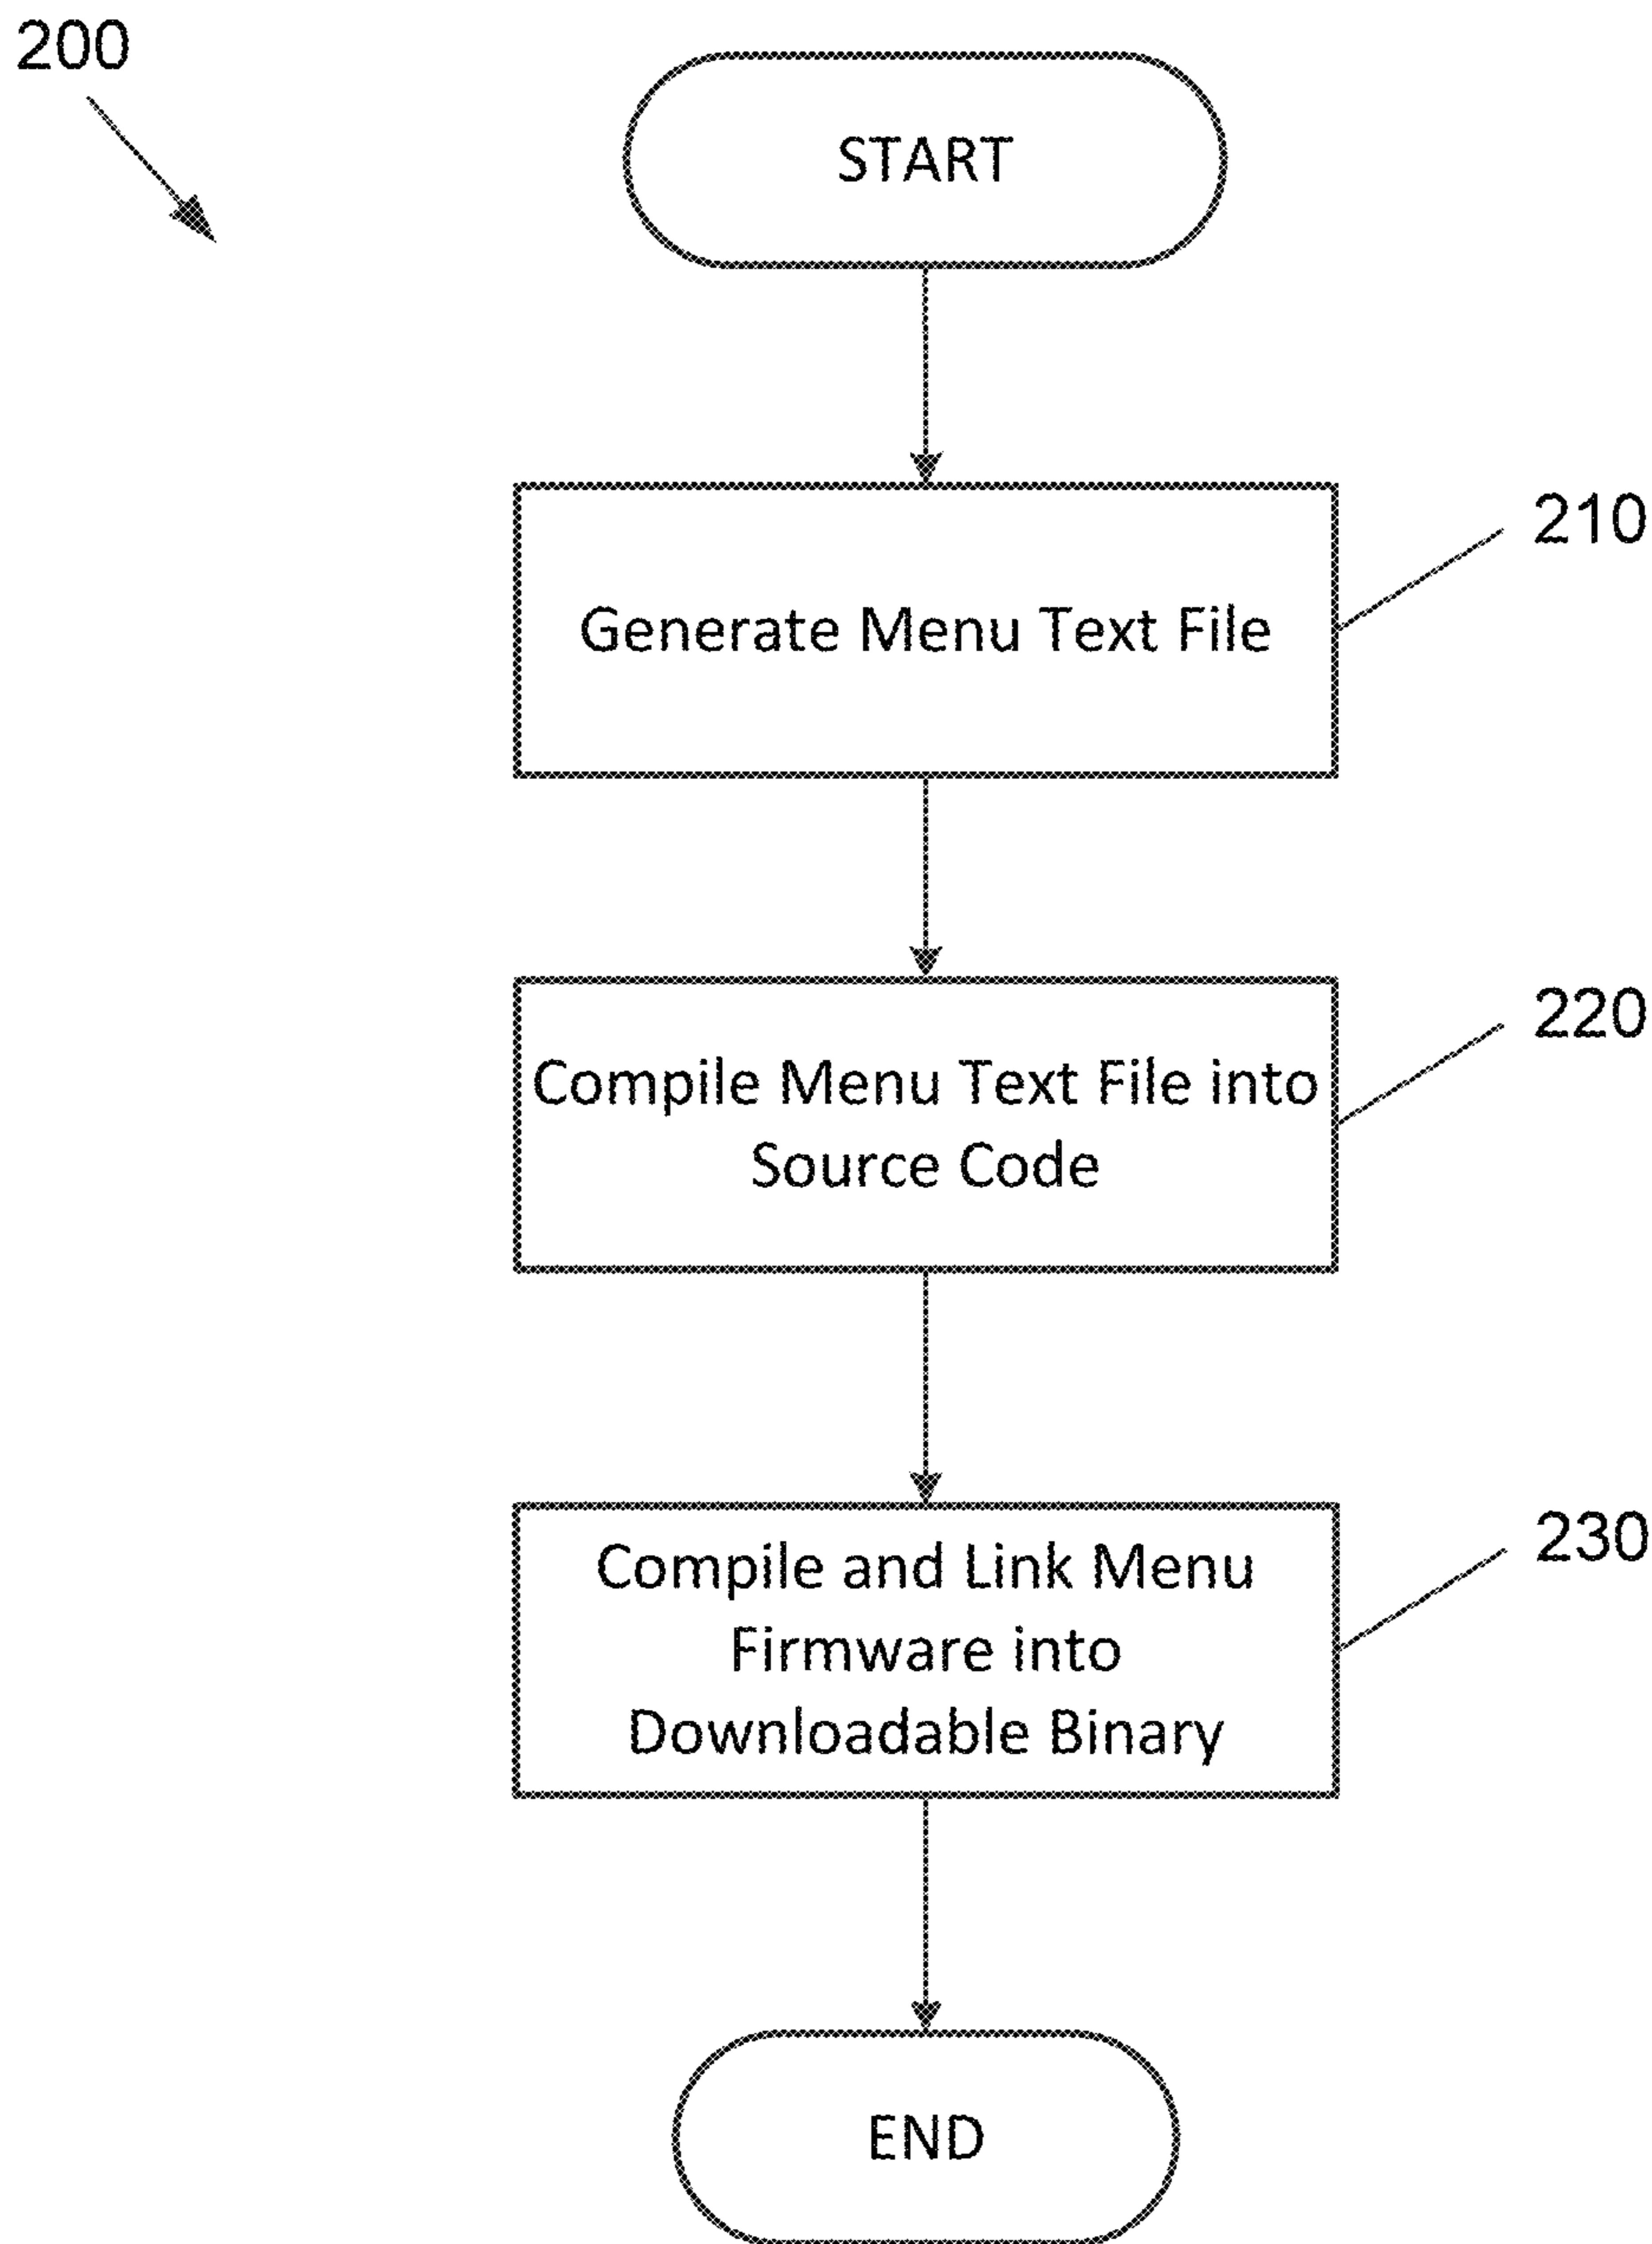 200
START
210
Generate Menu Text File
220
Compile Menu Text File into
Source Code
230
Compile and Link Menu
Firmware into
Downloadable Binary
END